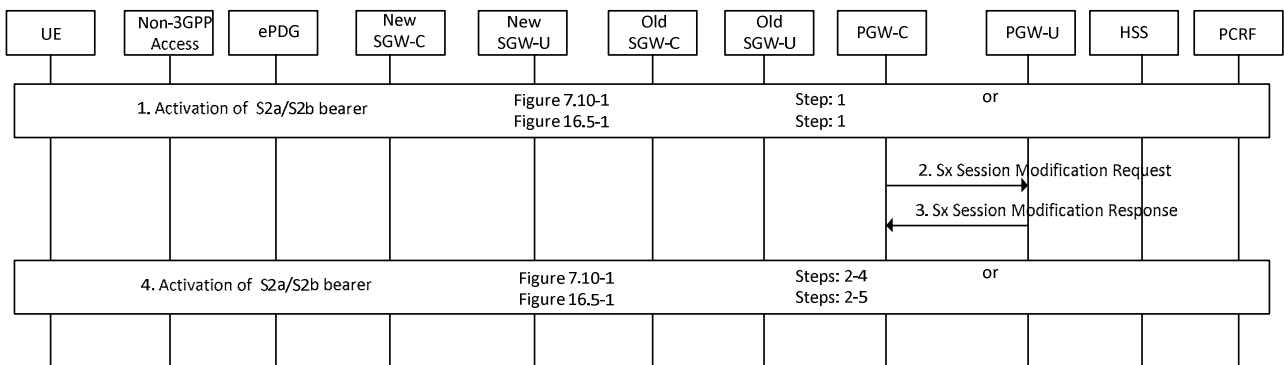 UE
Non-3GPP
Access
ePDG
New
SGW-C
New
SGW-U
Old
SGW-C
Old
SGW-U
PGW-C
PGW-U
HSS
PCRF
1. Activation of S2a/S2b bearer
Figure 7.10-1 Step: 1 or
Figure 16.5-1 Step: 1
2. Sx Session Modification Request
3. Sx Session Modification Response
4. Activation of S2a/S2b bearer
Figure 7.10-1 Steps: 2-4 or
Figure 16.5-1 Steps: 2-5